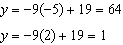 y = −9(−5) + 19 = 64
y = −9(2) + 19 = 1